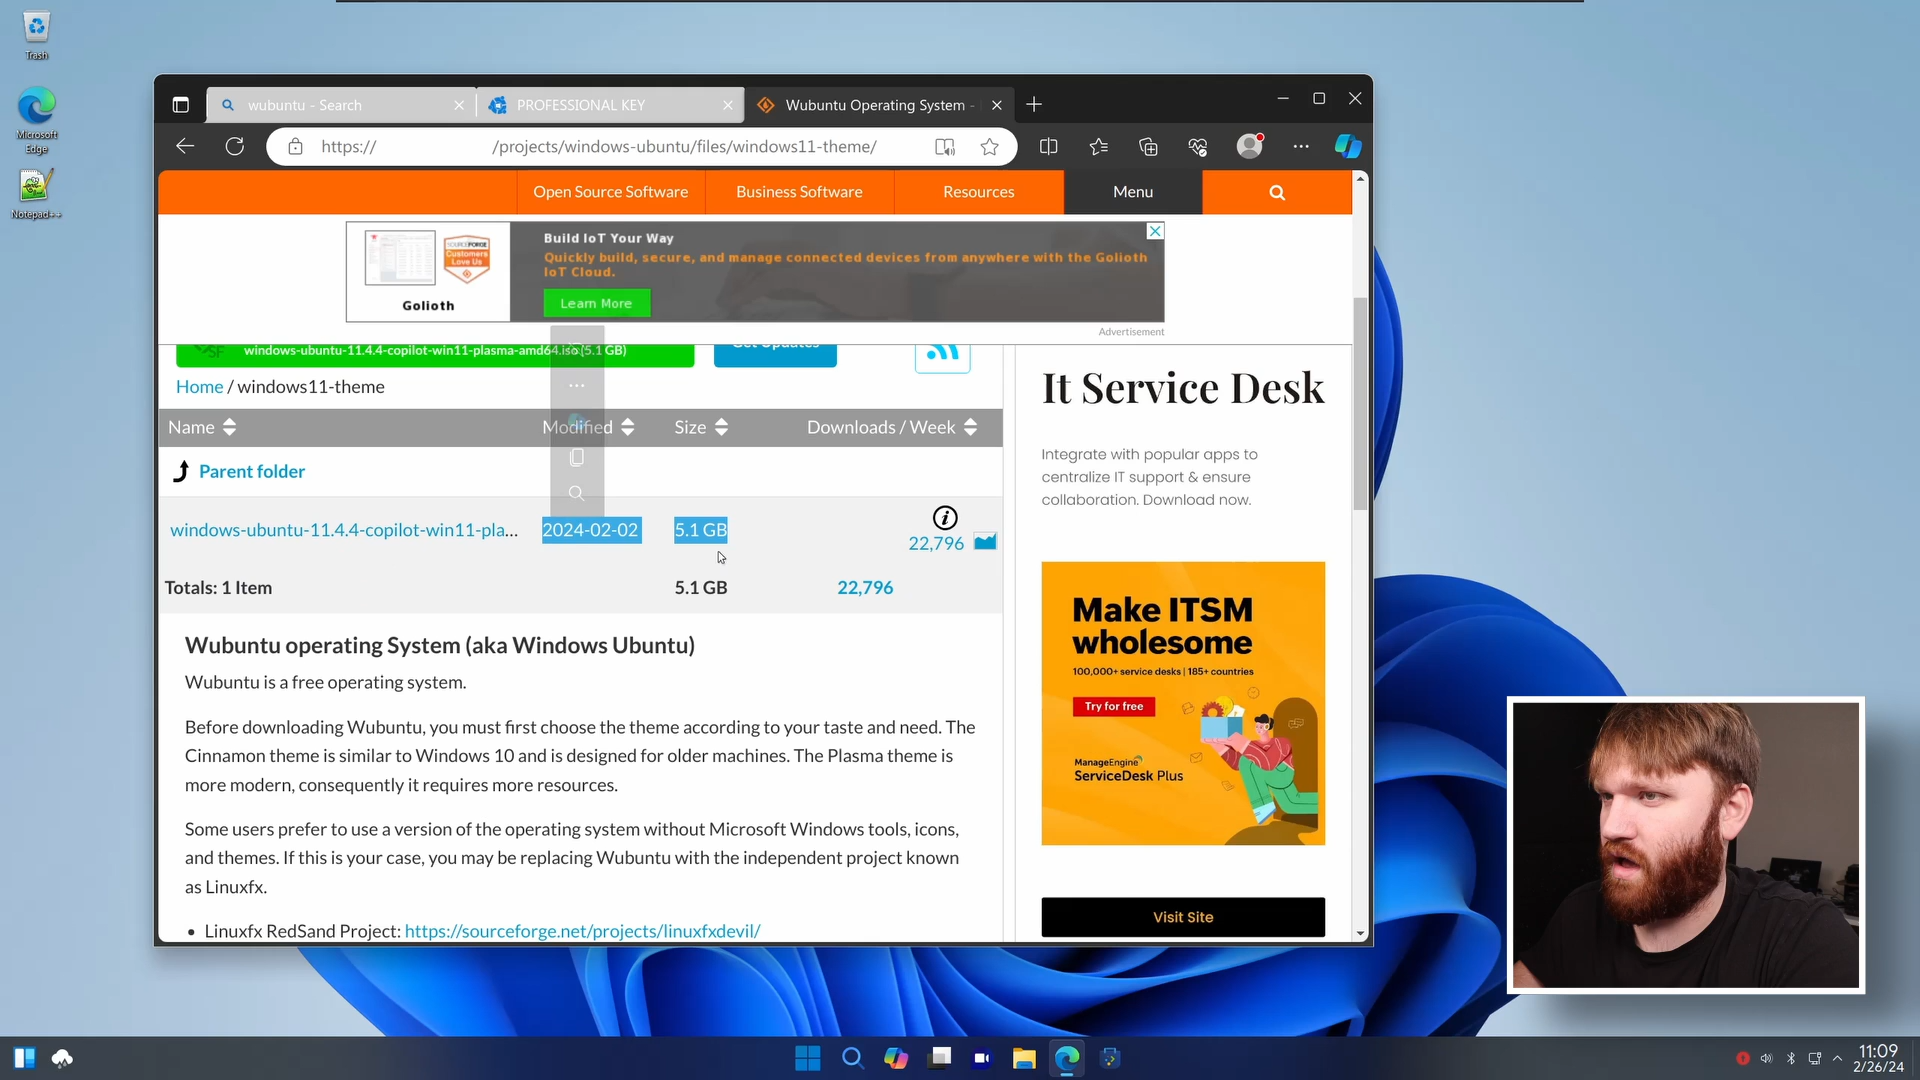 Trash
Microsoft
Edge
Notepad++
wubuntu - Search
PROFESSIONAL KEY
Wubuntu Operating System -
https://
/projects/windows-ubuntu/files/windows11-theme/
Open Source Software
Business Software
Resources
Menu
SOURCEFORGE
Customers
Love Us
Golioth
Build IoT Your Way
Quickly build, secure, and manage connected devices from anywhere with the Golioth
IoT Cloud.
Learn More
Advertisement
SF
windows-ubuntu-11.4.4-copilot-win11-plasma-amd64.iso (5.1 GB)
Get Updates
Home / windows11-theme
Name
Modified
Size
Downloads / Week
Parent folder
windows-ubuntu-11.4.4-copilot-win11-pla...
2024-02-02
5.1 GB
i
22,796
Totals: 1 Item
5.1 GB
22,796
Wubuntu operating System (aka Windows Ubuntu)
Wubuntu is a free operating system.
Before downloading Wubuntu, you must first choose the theme according to your taste and need. The
Cinnamon theme is similar to Windows 10 and is designed for older machines. The Plasma theme is
more modern, consequently it requires more resources.
Some users prefer to use a version of the operating system without Microsoft Windows tools, icons,
and themes. If this is your case, you may be replacing Wubuntu with the independent project known
as Linuxfx.
• Linuxfx RedSand Project: https://sourceforge.net/projects/linuxfxdevil/
It Service Desk
Integrate with popular apps to
centralize IT support & ensure
collaboration. Download now.
Make ITSM
wholesome
100,000+ service desks | 185+ countries
Try for free
ManageEngine
ServiceDesk Plus
Visit Site
11:09
2/26/24